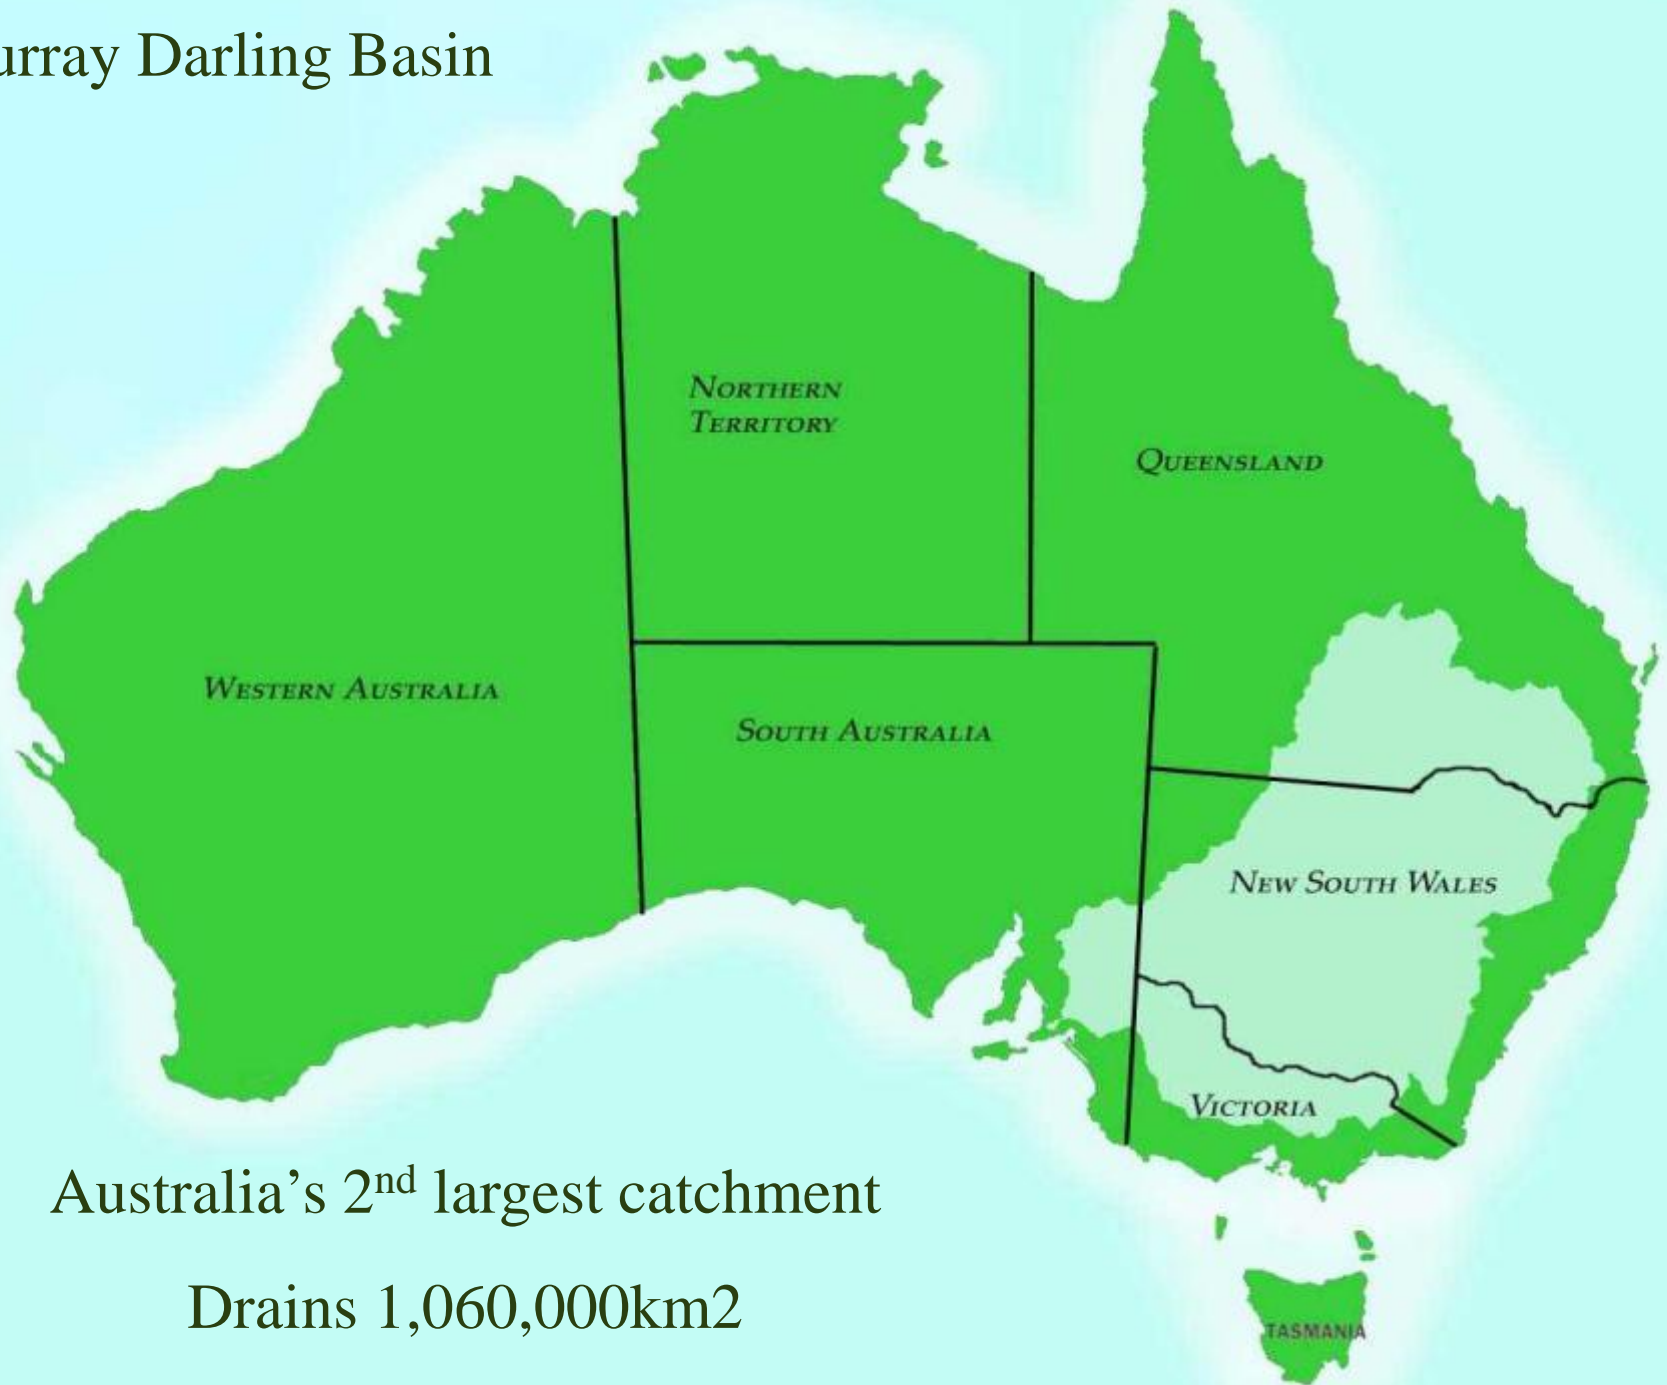 urray Darling Basin
NORTHERN
TERRITORY
QUEENSLAND
WESTERN AUSTRALIA
SOUTH AUSTRALIA
NEW SOUTH WALES
VICTORIA
Australia’s 2nd largest catchment
Drains 1,060,000km2
TASMANIA